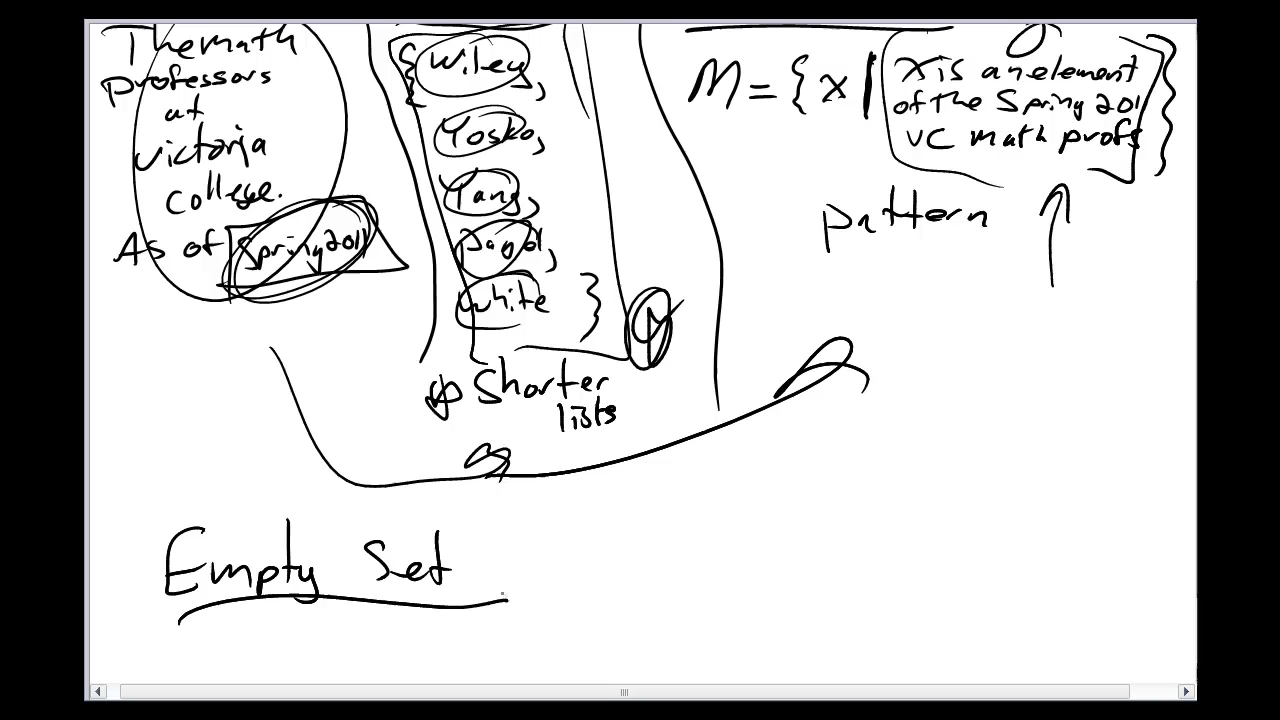 The math
professors
at
victoria
college.
As of Spring 2011
{Wiley,
Yosko,
Yang,
White }
Shorter
lists
M = { x | x is an element
of the Spring 201
VC math profs }
pattern
Empty Set